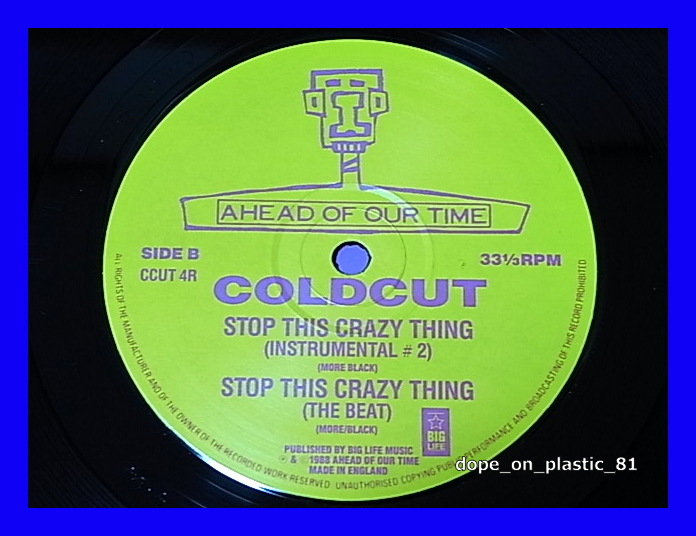 AHEAD OF OUR TIME
SIDE B
33⅓RPM
CCUT 4R
COLDCUT
STOP THIS CRAZY THING
(INSTRUMENTAL # 2)
(MORE BLACK)
STOP THIS CRAZY THING
(THE BEAT)
(MORE/BLACK)
BIG
LIFE
PUBLISHED BY BIG LIFE MUSIC
℗ & © 1988 AHEAD OF OUR TIME
MADE IN ENGLAND
ALL RIGHTS OF THE MANUFACTURER AND OF THE OWNER OF THE RECORDED WORK RESERVED. UNAUTHORISED COPYING PUBLIC PERFORMANCE AND BROADCASTING OF THIS RECORD PROHIBITED
dope_on_plastic_81